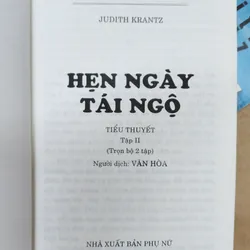 JUDITH KRANTZ
HẸN NGÀY
TÁI NGỘ
TIỂU THUYẾT
Tập II
(Trọn bộ 2 tập)
Người dịch: VĂN HÒA
NHÀ XUẤT BẢN PHỤ NỮ